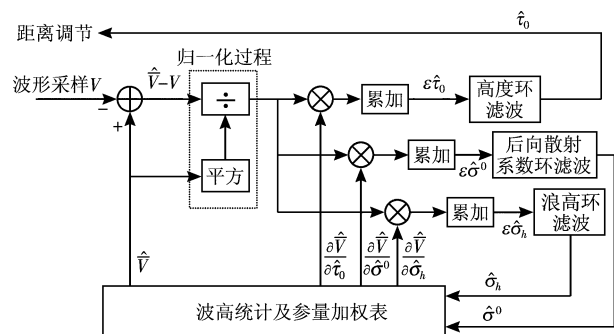 τ̂₀
距离调节
归一化过程
波形采样V
V̂̄−V
−
+
÷
累加
ετ̂₀
高度环
滤波
平方
累加
εσ̂⁰
后向散射
系数环滤波
累加
εσ̂ₕ
浪高环
滤波
V̂̄
∂V̂̄/∂τ̂₀
∂V̂̄/∂σ̂⁰
∂V̂̄/∂σ̂ₕ
σ̂ₕ
波高统计及参量加权表
σ̂⁰